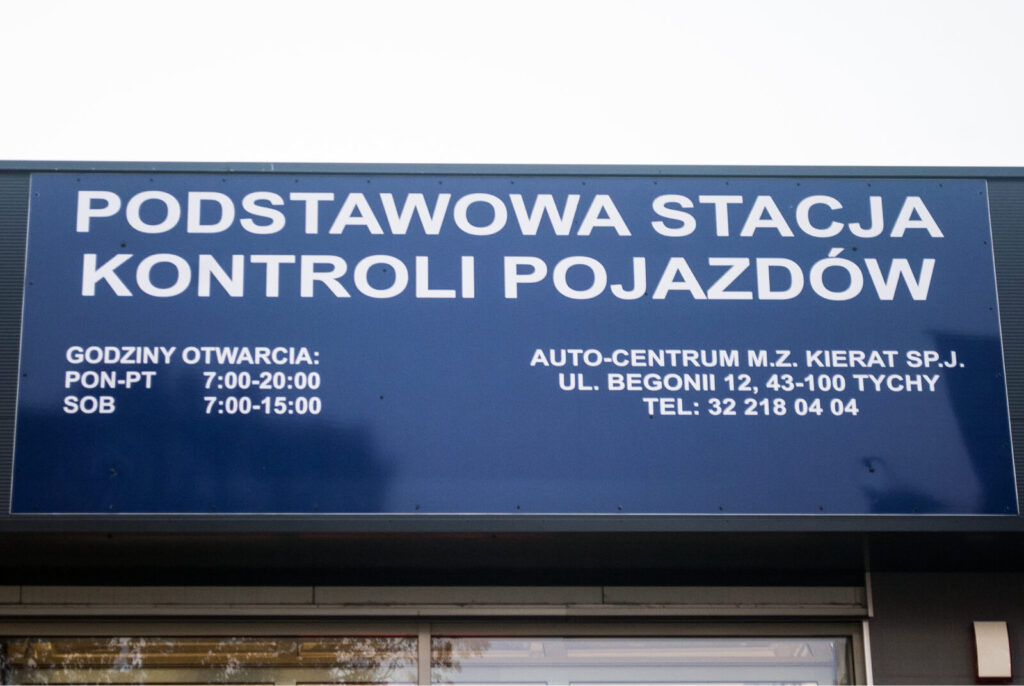 PODSTAWOWA STACJA
KONTROLI POJAZDÓW
GODZINY OTWARCIA:
PON-PT 7:00-20:00
SOB 7:00-15:00
AUTO-CENTRUM M.Z. KIERAT SP.J.
UL. BEGONII 12, 43-100 TYCHY
TEL: 32 218 04 04